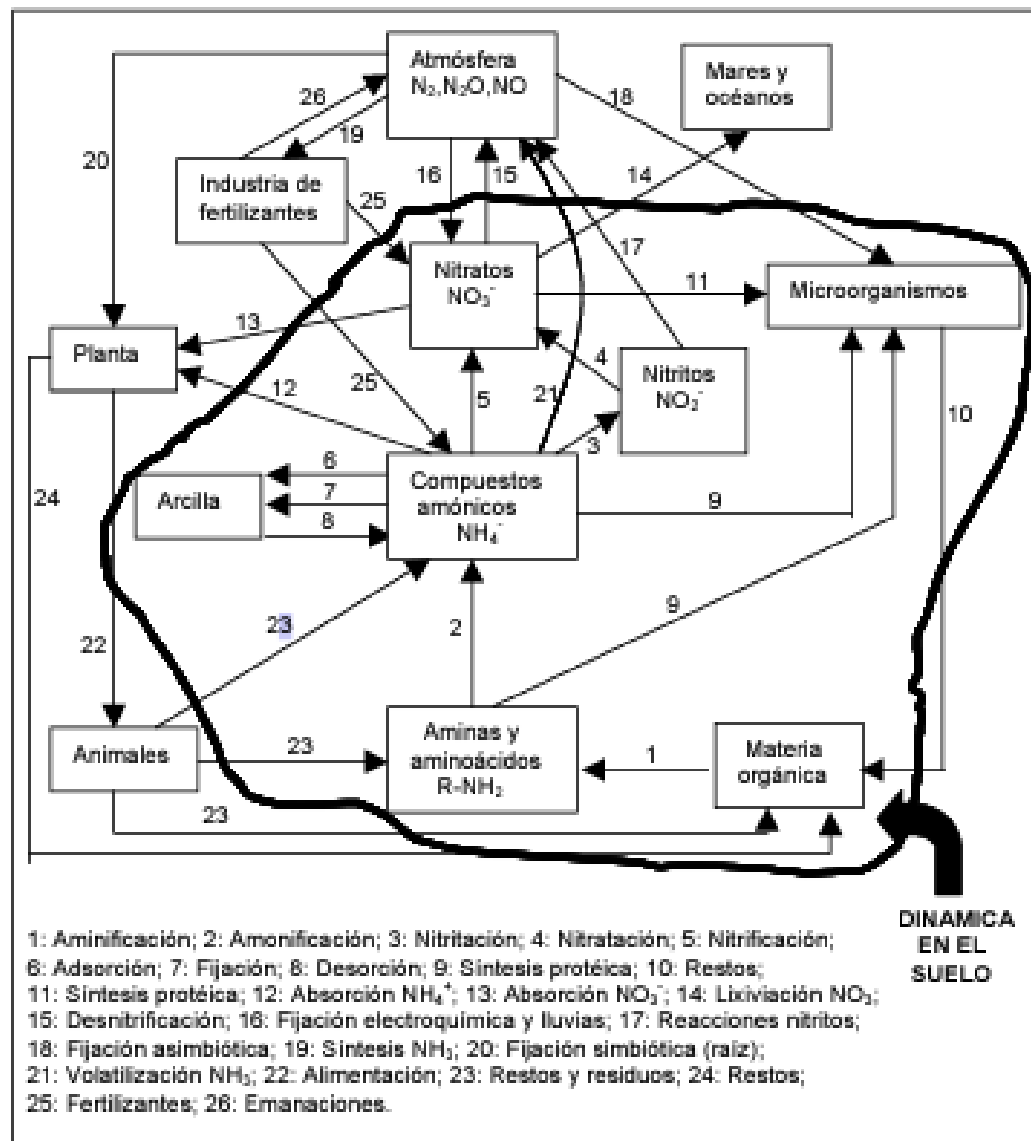 Atmósfera
N₂,N₂O,NO
Mares y
océanos
26
18
19
20
Industria de
fertilizantes
25
16
15
14
17
Nitratos
NO₃⁻
11
Microorganismos
13
Planta
4
Nitritos
NO₂⁻
12
25
5
21
3
10
6
Arcilla
7
8
Compuestos
amónicos
NH₄⁻
24
9
23
2
9
22
Animales
23
Aminas y
aminoácidos
R-NH₂
1
Materia
orgánica
23
DINAMICA
EN EL
SUELO
1: Aminificación; 2: Amonificación; 3: Nitritación; 4: Nitratación; 5: Nitrificación;
6: Adsorción; 7: Fijación; 8: Desorción; 9: Síntesis protéica; 10: Restos;
11: Síntesis protéica; 12: Absorción NH₄⁺; 13: Absorción NO₃⁻; 14: Lixiviación NO₃;
15: Desnitrificación; 16: Fijación electroquímica y lluvias; 17: Reacciones nitritos;
18: Fijación asimbiótica; 19: Síntesis NH₃; 20: Fijación simbiótica (raíz);
21: Volatilización NH₃; 22: Alimentación; 23: Restos y residuos; 24: Restos;
25: Fertilizantes; 26: Emanaciones.